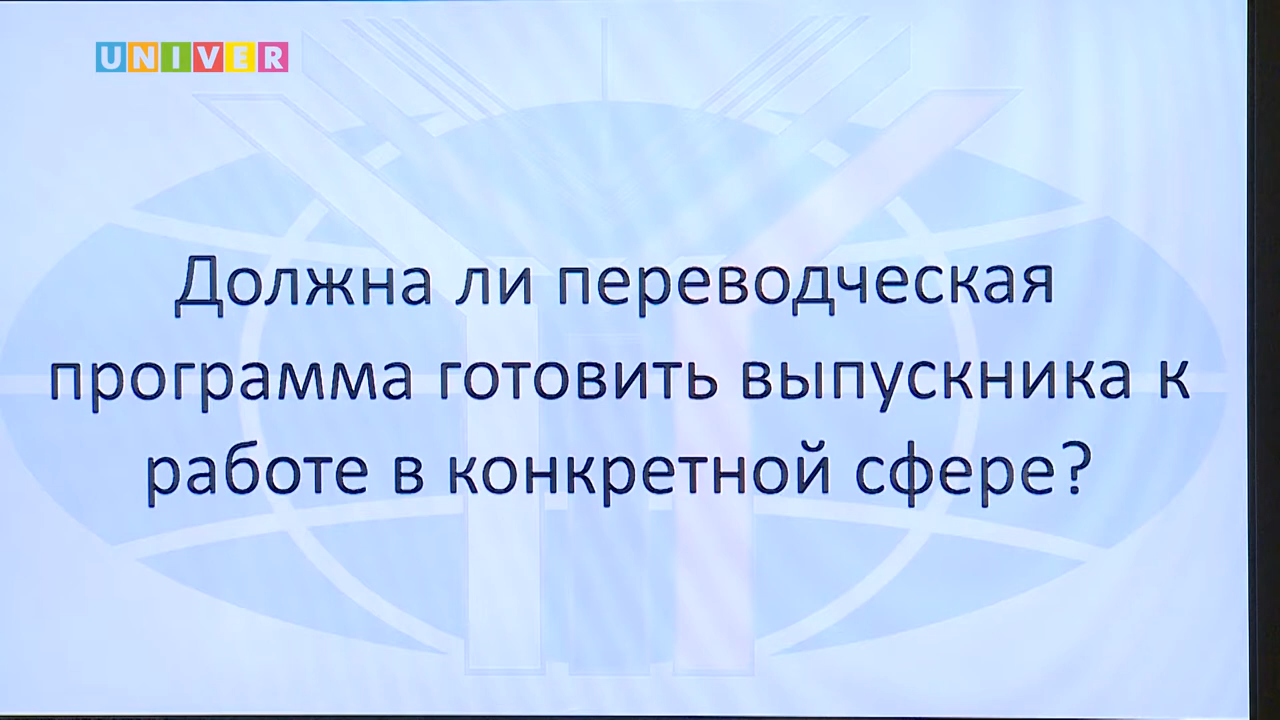 UNIVER
Должна ли переводческая
программа готовить выпускника к
работе в конкретной сфере?